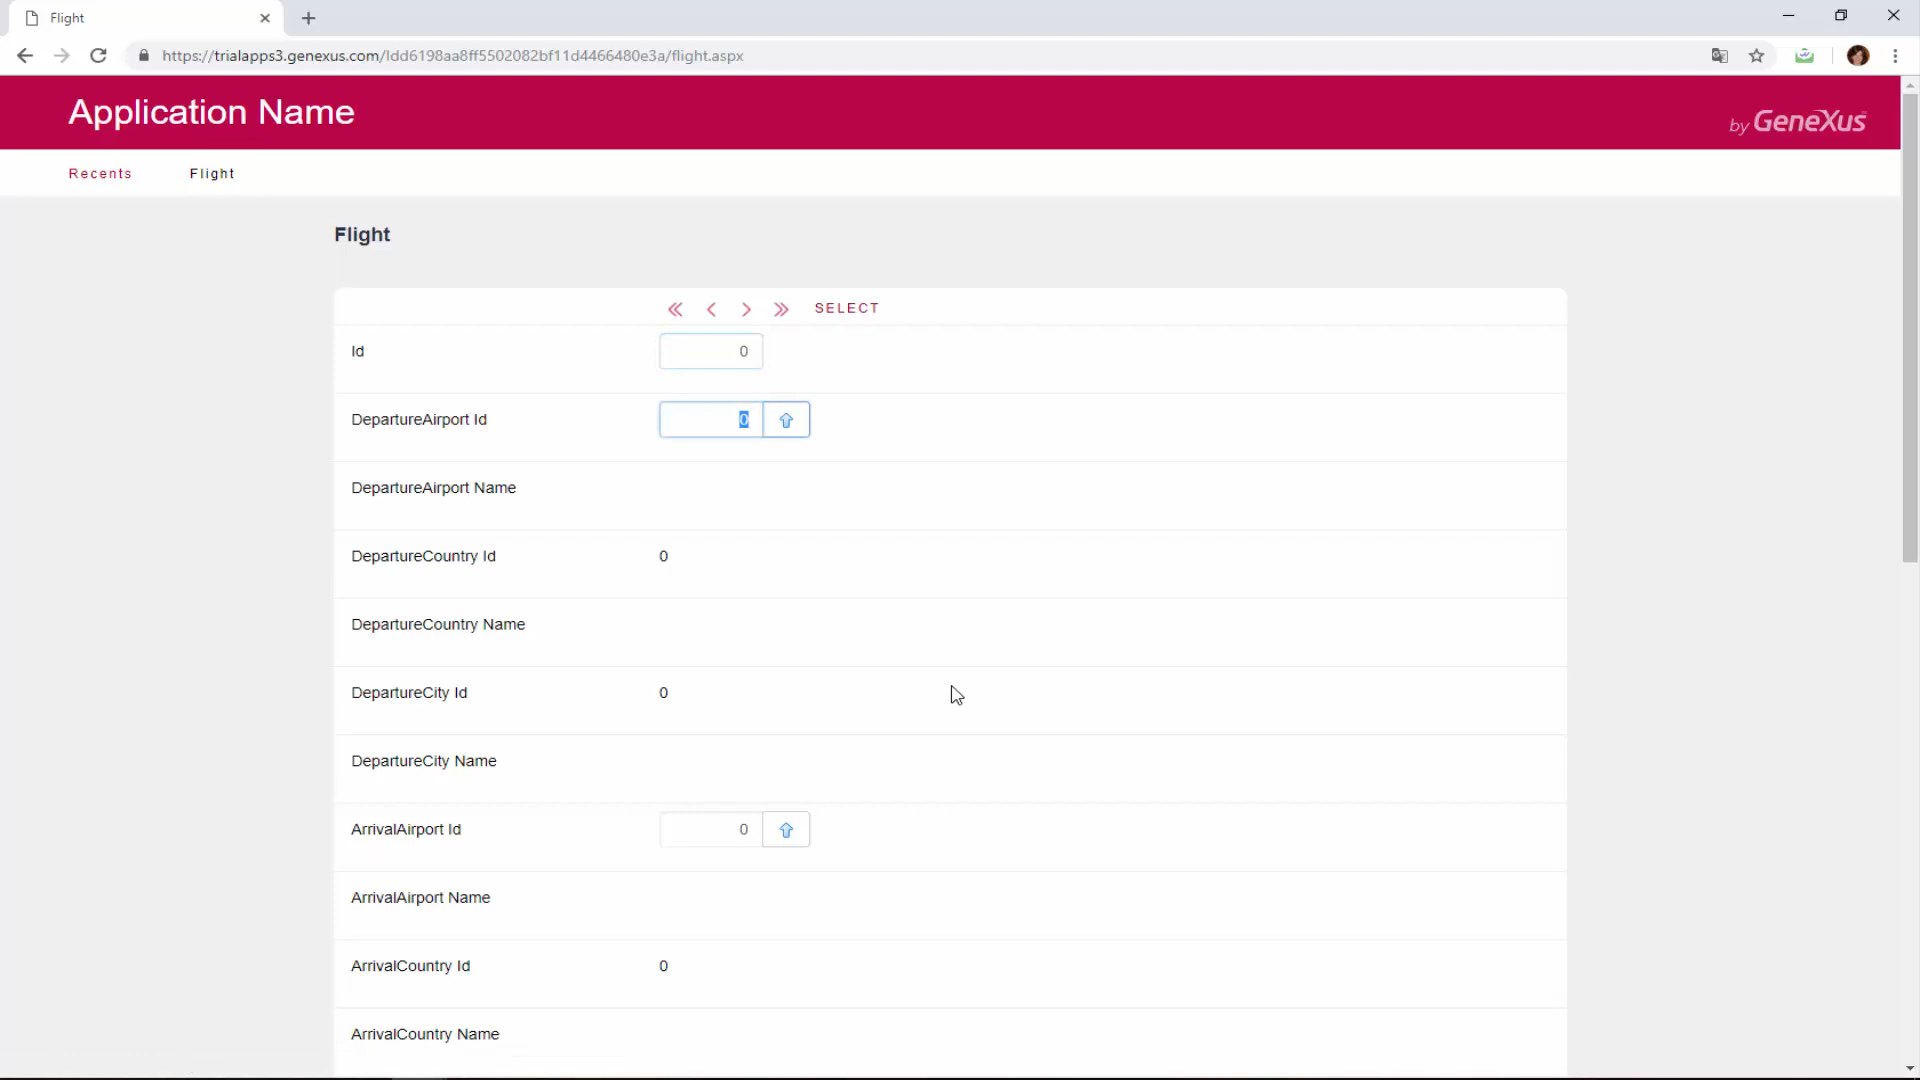 Flight
https://trialapps3.genexus.com/Idd6198aa8ff5502082bf11d4466480e3a/flight.aspx
Application Name
by GeneXus
Recents Flight
Flight
SELECT
Id 0
DepartureAirport Id 0
DepartureAirport Name
DepartureCountry Id 0
DepartureCountry Name
DepartureCity Id 0
DepartureCity Name
ArrivalAirport Id 0
ArrivalAirport Name
ArrivalCountry Id 0
ArrivalCountry Name